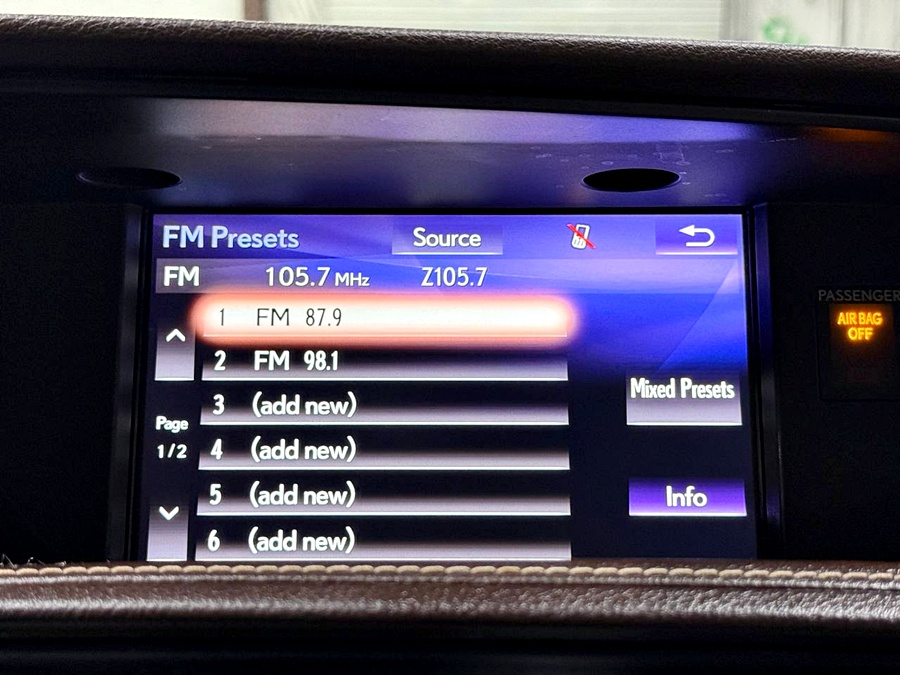 FM Presets Source
FM 105.7 MHz Z105.7
1 FM 87.9
2 FM 98.1
3 (add new)
Mixed Presets
Page
1/2
4 (add new)
5 (add new)
Info
6 (add new)
PASSENGER
AIR BAG
OFF